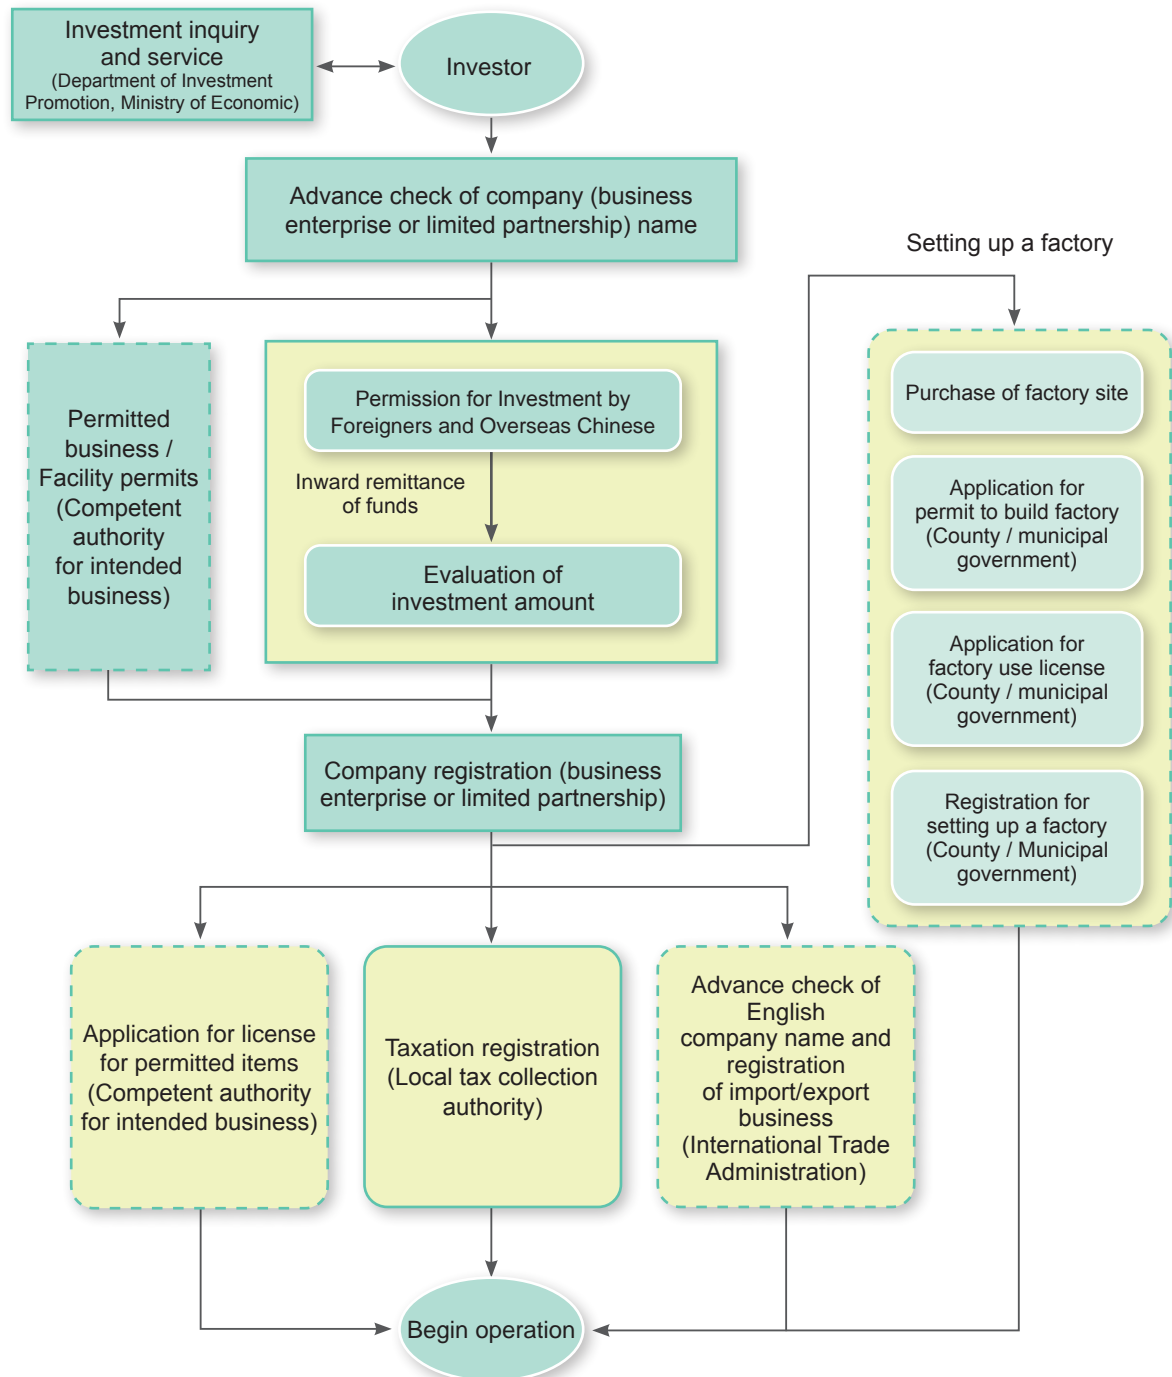 Investment inquiry
and service
(Department of Investment
Promotion, Ministry of Economic)
Investor
Advance check of company (business
enterprise or limited partnership) name
Setting up a factory
Permitted
business /
Facility permits
(Competent
authority
for intended
business)
Permission for Investment by
Foreigners and Overseas Chinese
Inward remittance
of funds
Evaluation of
investment amount
Purchase of factory site
Application for
permit to build factory
(County / municipal
government)
Application for
factory use license
(County / municipal
government)
Registration for
setting up a factory
(County / Municipal
government)
Company registration (business
enterprise or limited partnership)
Application for license
for permitted items
(Competent authority
for intended business)
Taxation registration
(Local tax collection
authority)
Advance check of
English
company name and
registration
of import/export
business
(International Trade
Administration)
Begin operation